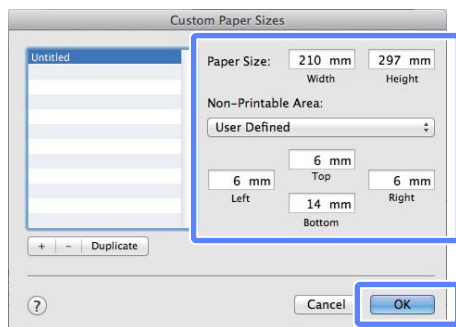 Custom Paper Sizes
Untitled
Paper Size: 210 mm 297 mm
Width Height
Non-Printable Area:
User Defined
6 mm
Top
6 mm 6 mm
Left Right
14 mm
Bottom
+ - Duplicate
? Cancel OK